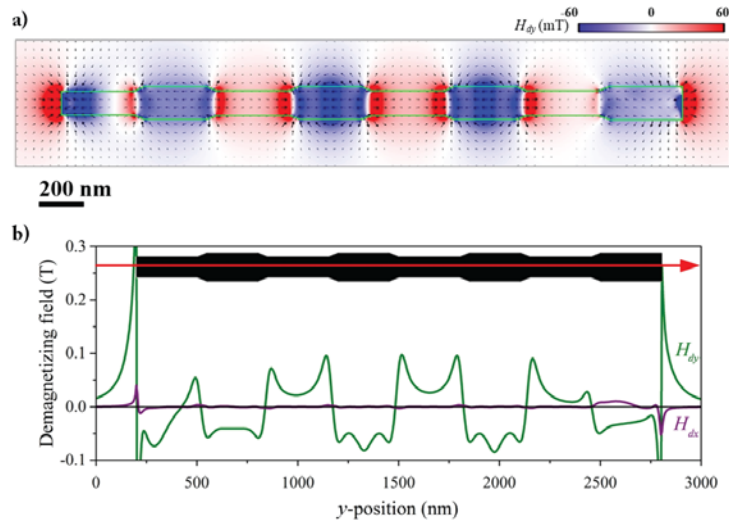 a)
H_dy (mT)
-60 0 60
200 nm
b)
0.3
0.2
0.1
0.0
-0.1
Demagnetizing field (T)
H_dy
H_dx
0 500 1000 1500 2000 2500 3000
y-position (nm)